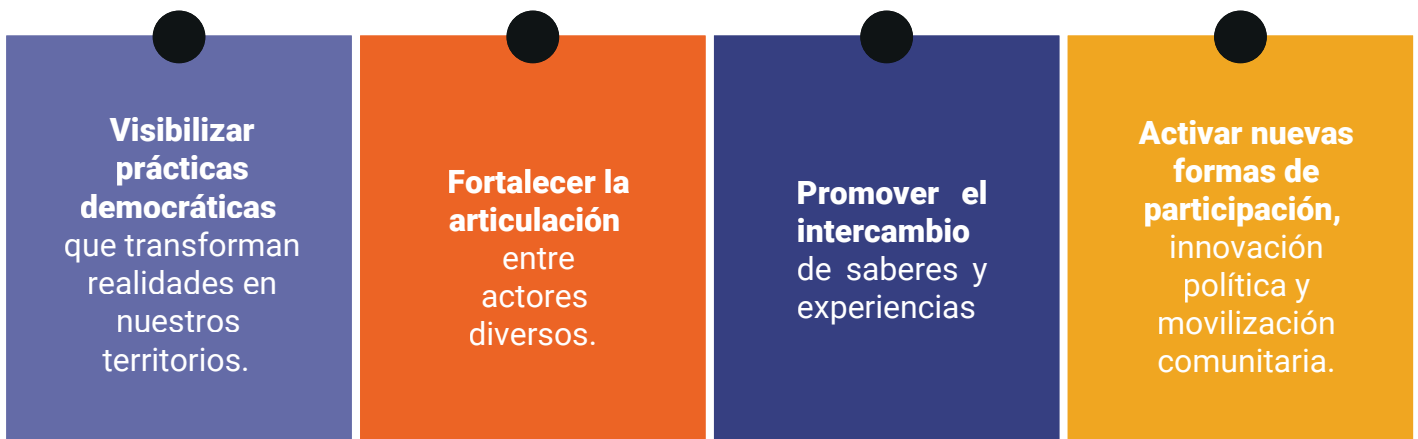 Visibilizar
prácticas
democráticas
que transforman
realidades en
nuestros
territorios.
Fortalecer la
articulación
entre
actores
diversos.
Promover el
intercambio
de saberes y
experiencias
Activar nuevas
formas de
participación,
innovación
política y
movilización
comunitaria.